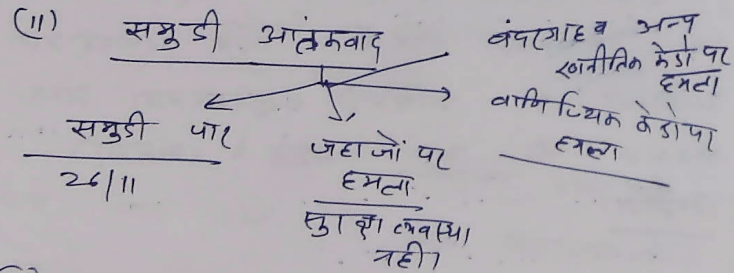 (11) समुद्री आतंकवाद
बंदरगाह व अन्य
रणनीतिक केंद्रो पर
हमला
वाणिज्यिक केंद्रो पर
हमला
समुद्री पार
26/11
जहाजों पर
हमला
सुरक्षा व्यवस्था
नही।